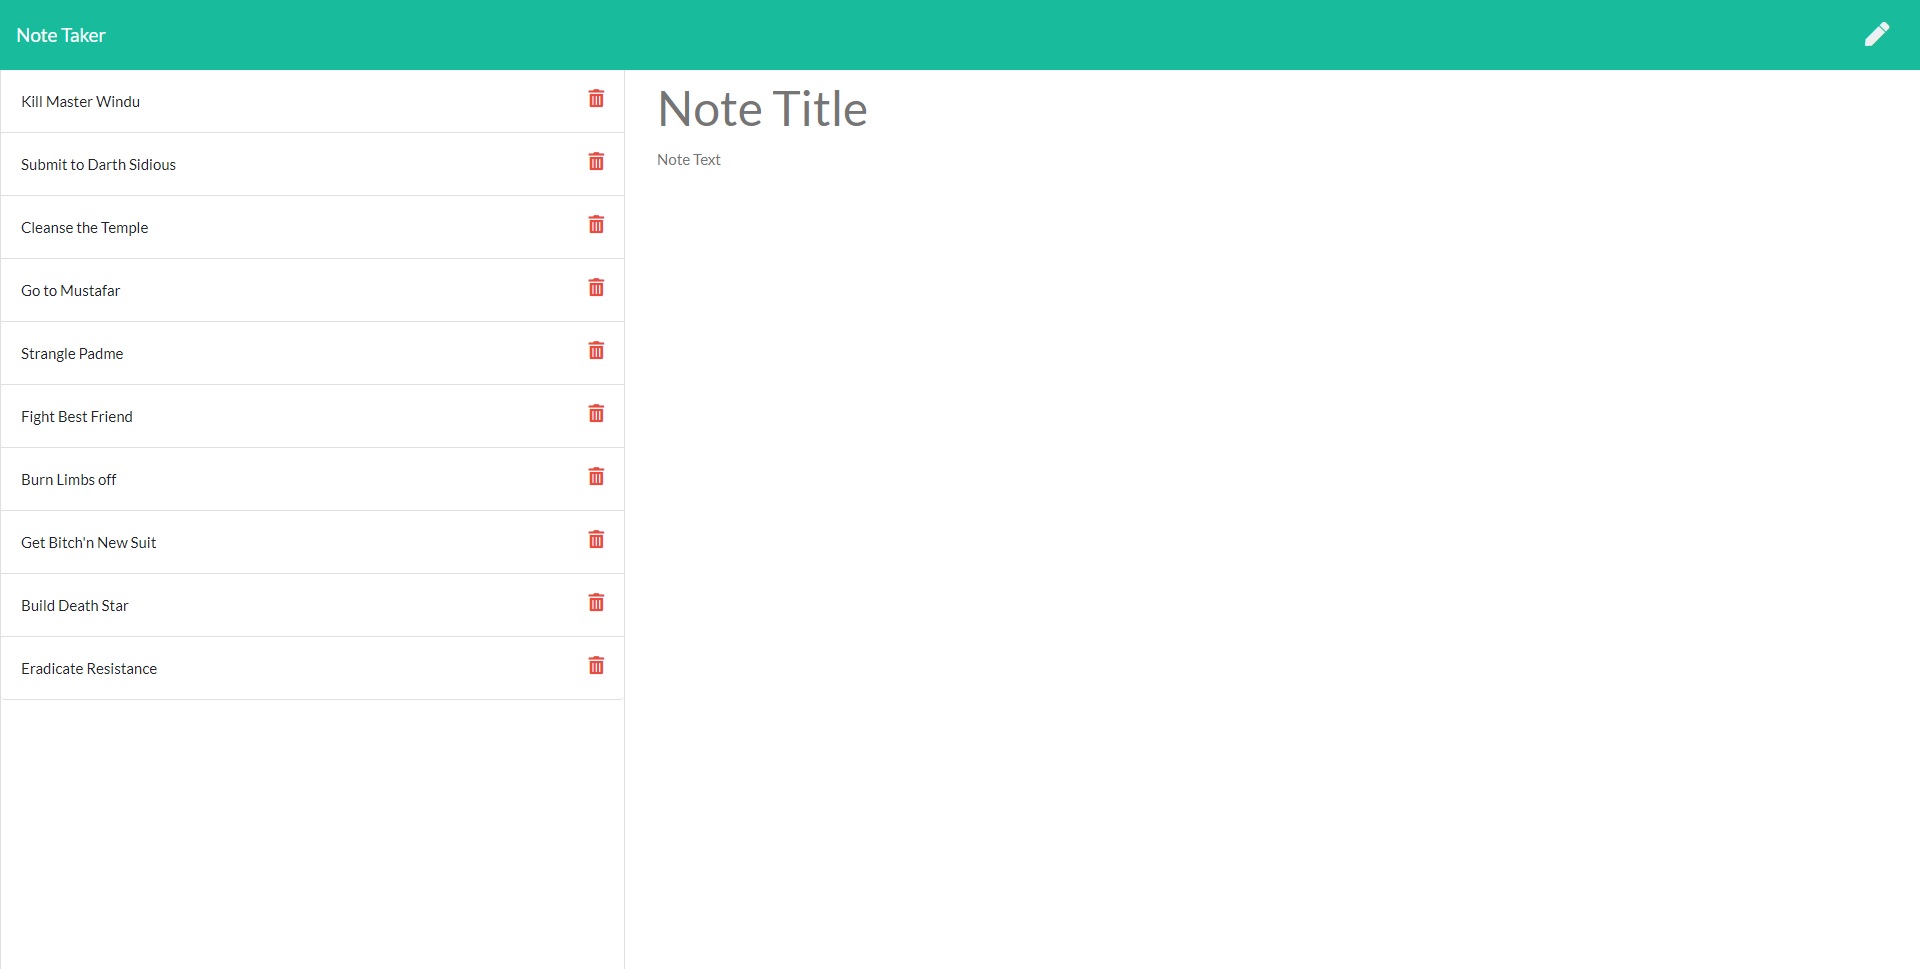 Note Taker
Kill Master Windu
Submit to Darth Sidious
Cleanse the Temple
Go to Mustafar
Strangle Padme
Fight Best Friend
Burn Limbs off
Get Bitch'n New Suit
Build Death Star
Eradicate Resistance
Note Title
Note Text